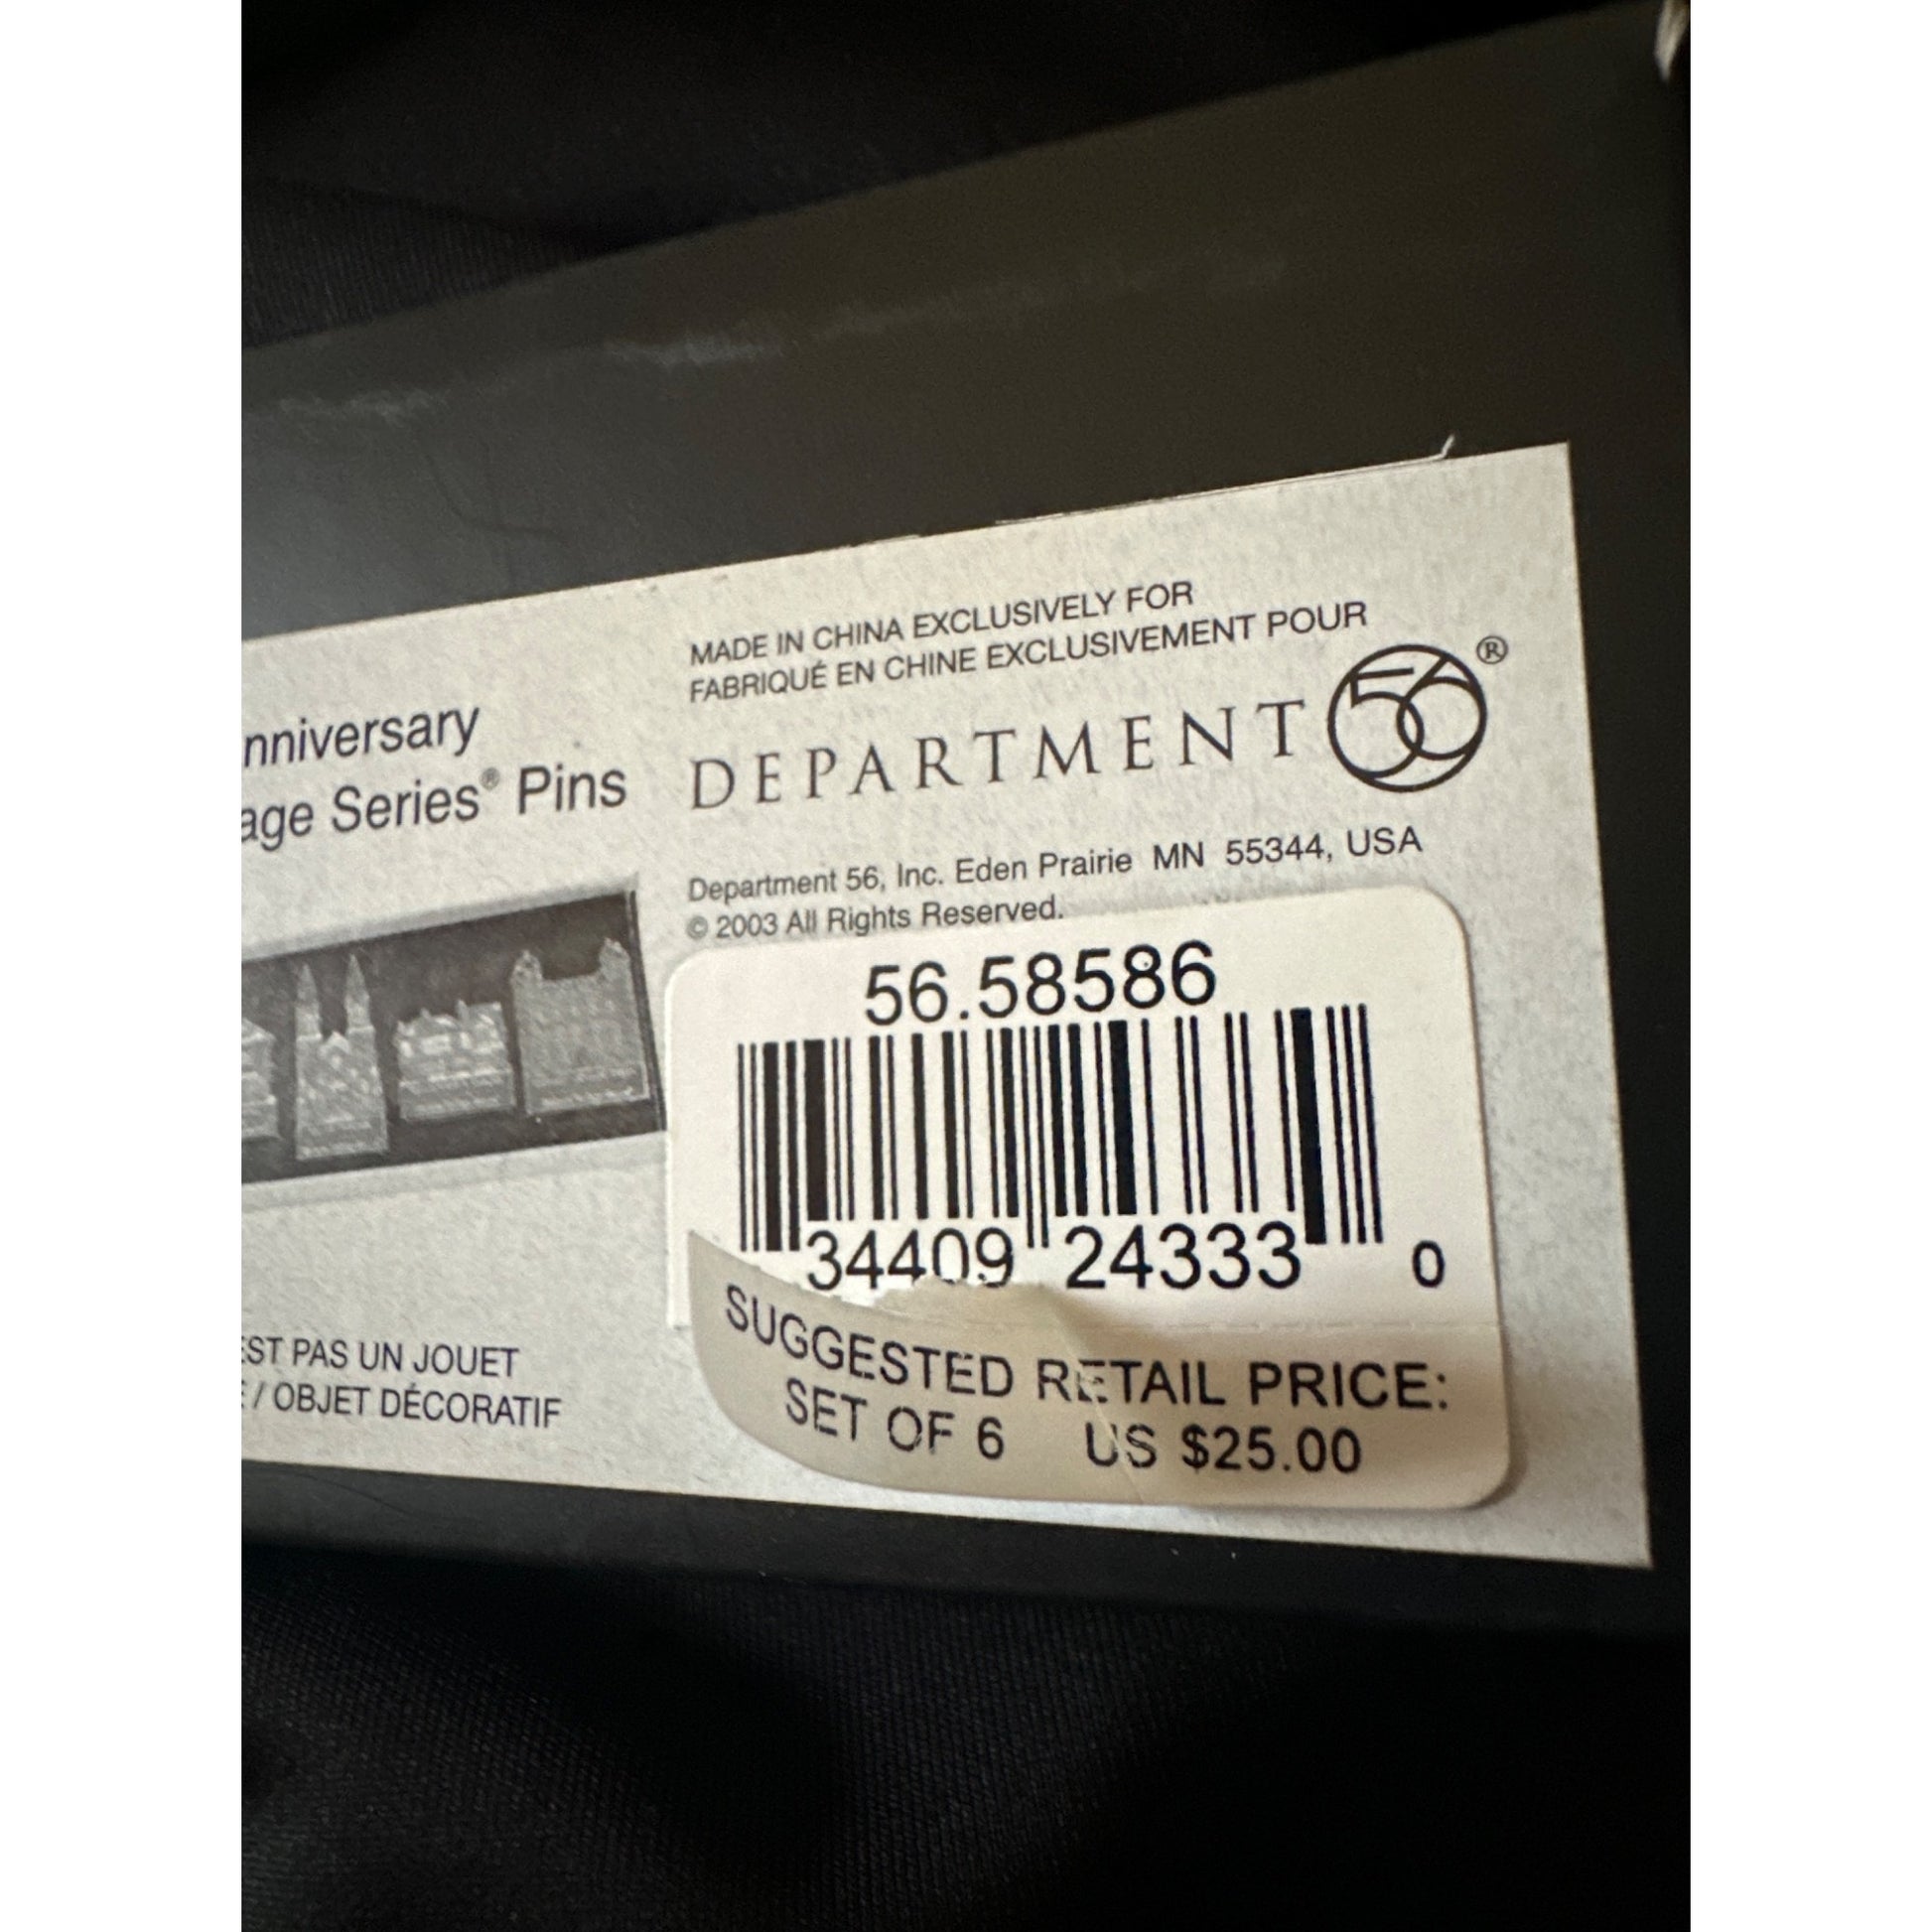 nniversary
age Series® Pins
MADE IN CHINA EXCLUSIVELY FOR
FABRIQUÉ EN CHINE EXCLUSIVEMENT POUR
DEPARTMENT 56®
Department 56, Inc. Eden Prairie MN 55344, USA
© 2003 All Rights Reserved.
56.58586
34409 24333 0
SUGGESTED RETAIL PRICE:
SET OF 6 US $25.00
EST PAS UN JOUET
/ OBJET DÉCORATIF